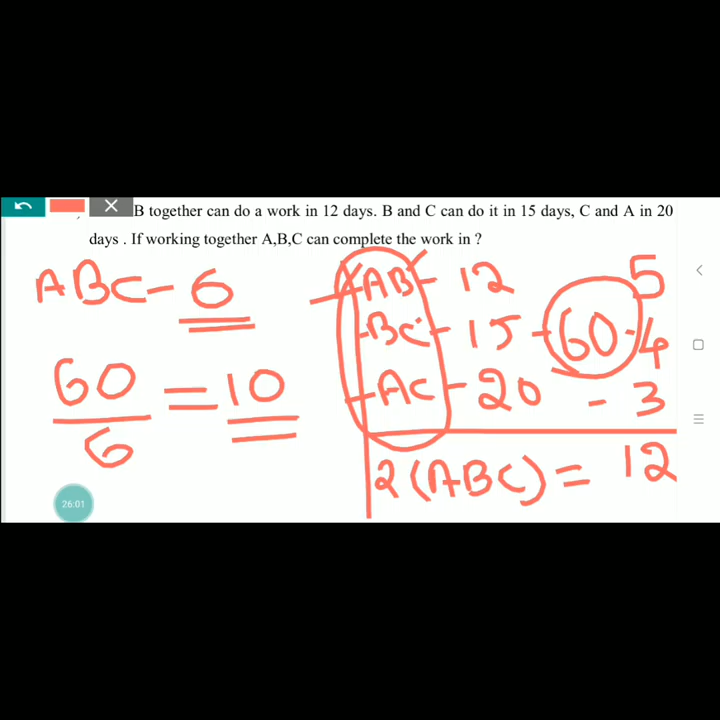 B together can do a work in 12 days. B and C can do it in 15 days, C and A in 20
days . If working together A,B,C can complete the work in ?
ABC - 6
60
6
= 10
AB - 12 5
BC - 15 - 60 - 4
AC - 20 - 3
2 (ABC) = 12
26:01